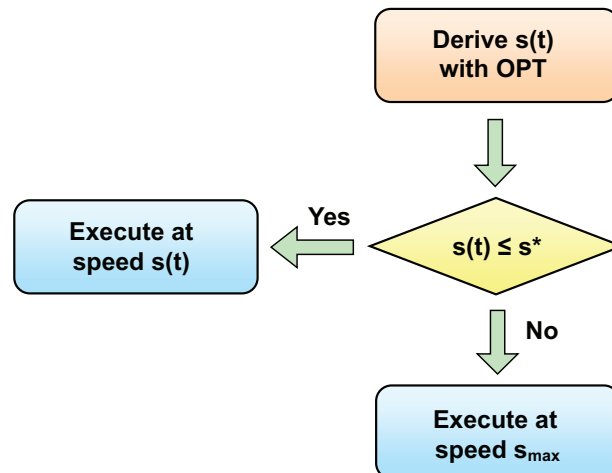 Derive s(t)
with OPT
Yes
Execute at
speed s(t)
s(t) ≤ s*
No
Execute at
speed sₘₐₓ